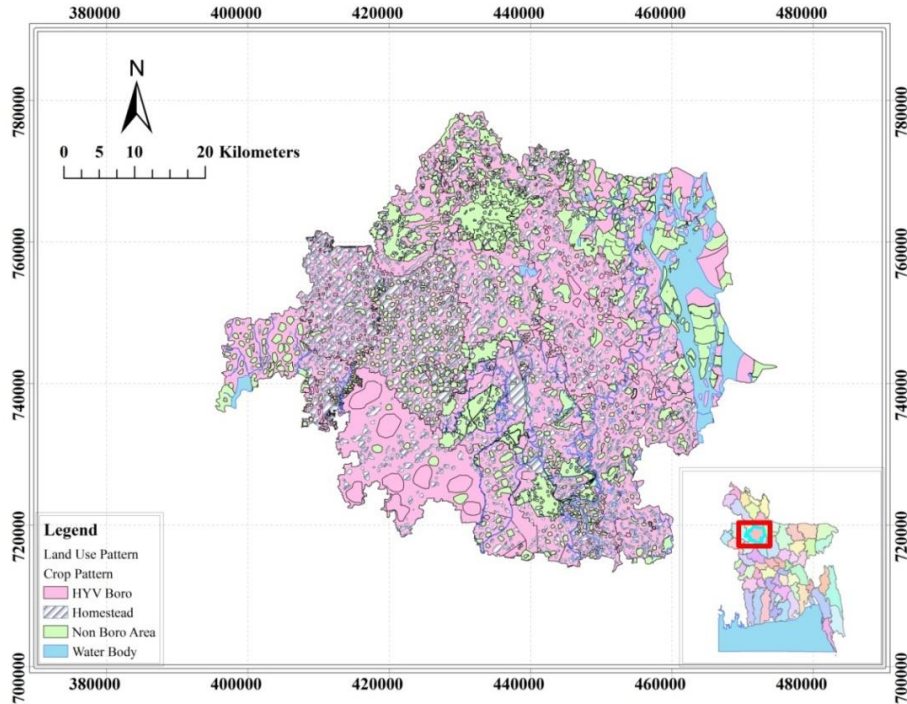 380000 400000 420000 440000 460000 480000
780000 780000
N
0 5 10 20 Kilometers
760000 760000
740000 740000
720000 720000
Legend
Land Use Pattern
Crop Pattern
HYV Boro
Homestead
Non Boro Area
Water Body
700000 700000
380000 400000 420000 440000 460000 480000